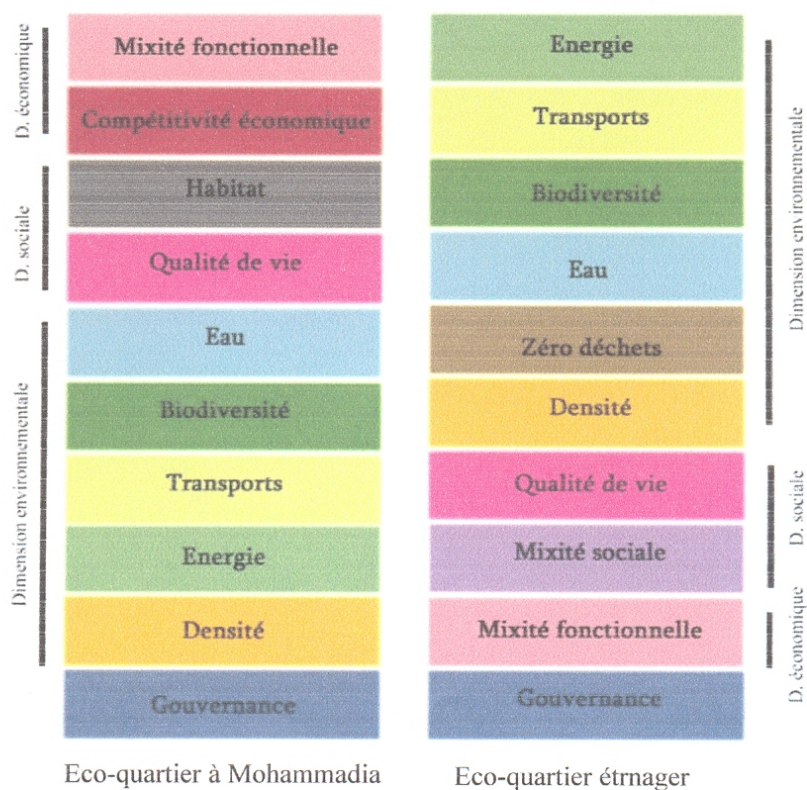 D. économique
Mixité fonctionnelle
Compétitivité économique
D. sociale
Habitat
Qualité de vie
Dimension environnementale
Eau
Biodiversité
Transports
Energie
Densité
Gouvernance
Eco-quartier à Mohammadia
Energie
Transports
Biodiversité
Eau
Zéro déchets
Densité
Dimension environnementale
Qualité de vie
Mixité sociale
D. sociale
Mixité fonctionnelle
D. économique
Gouvernance
Eco-quartier étrnager